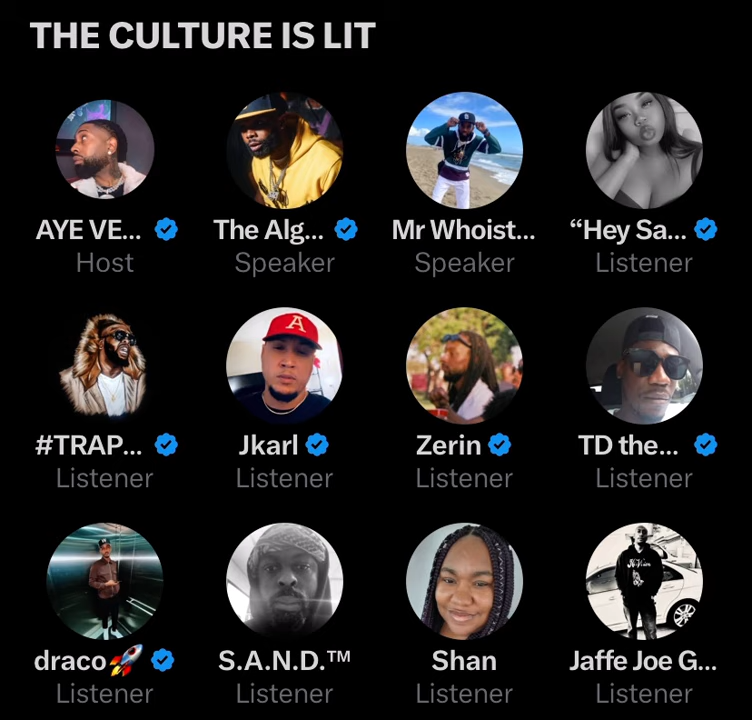 THE CULTURE IS LIT
AYE VE... The Alg... Mr Whoist... “Hey Sa...
Host Speaker Speaker Listener
A
#TRAP... Jkarl Zerin TD the...
Listener Listener Listener Listener
draco🚀 S.A.N.D.™ Shan Jaffe Joe G...
Listener Listener Listener Listener